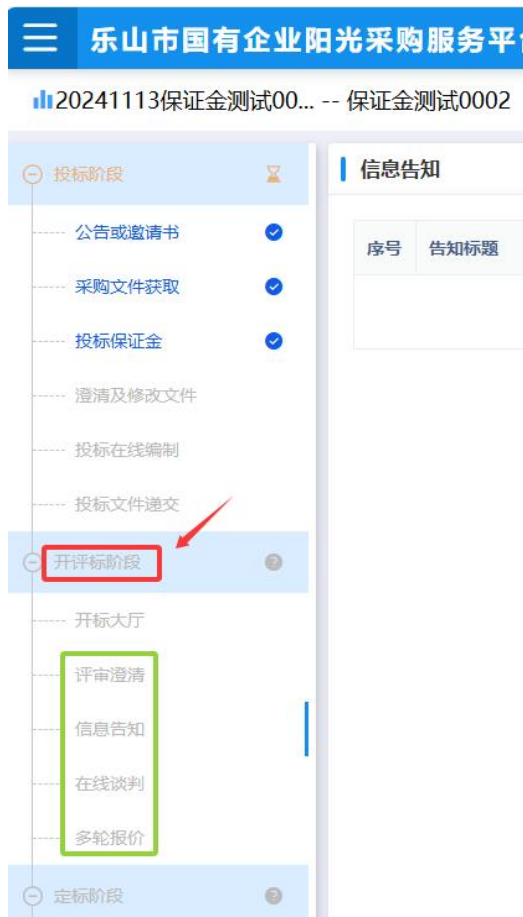 乐山市国有企业阳光采购服务平
20241113保证金测试00... -- 保证金测试0002
投标阶段
公告或邀请书
采购文件获取
投标保证金
澄清及修改文件
投标在线编制
投标文件递交
开评标阶段
开标大厅
评审澄清
信息告知
在线谈判
多轮报价
定标阶段
信息告知
序号 告知标题